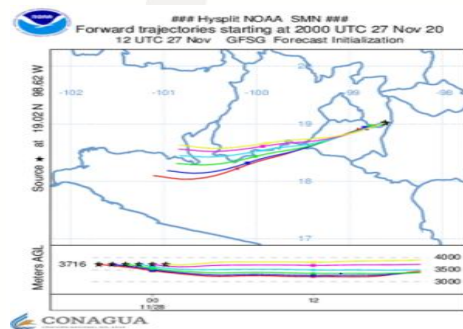 NOAA
### Hysplit NOAA SMN ###
Forward trajectories starting at 2000 UTC 27 Nov 20
12 UTC 27 Nov GFSG Forecast Initialization
Source ★ at 19.02 N 98.62 W
-102
-101
-100
-99
19
18
17
Meters AGL
3716
4000
3500
3000
00
12
11/28
CONAGUA